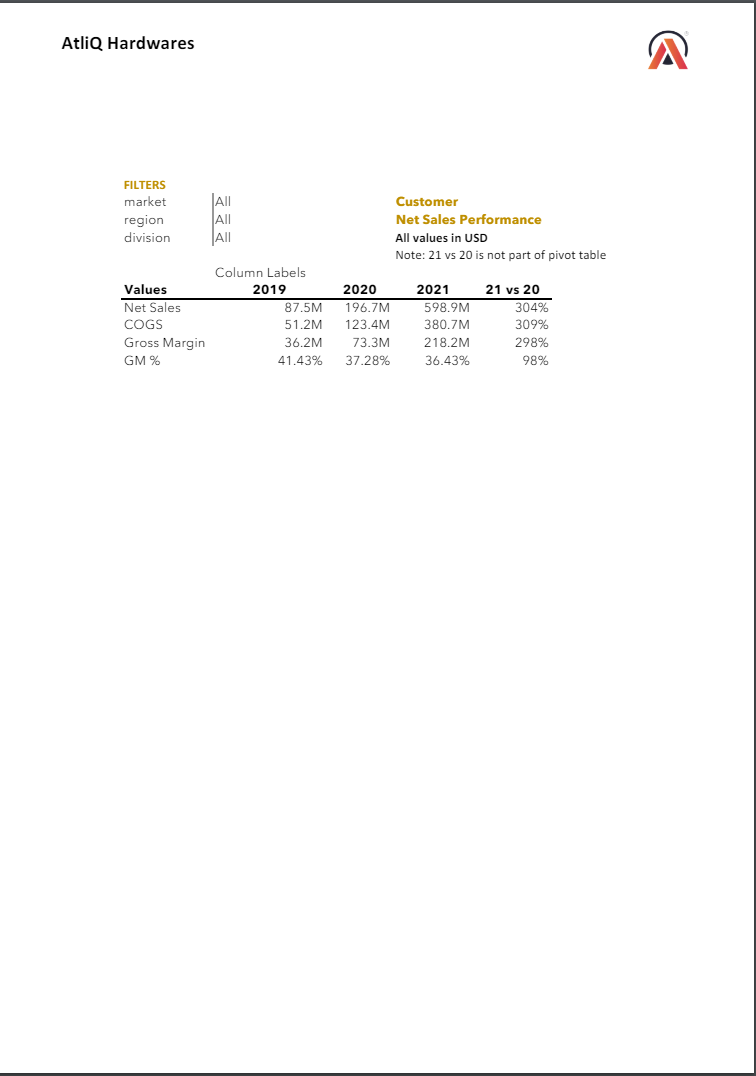 AtliQ Hardwares
FILTERS
market All
region All
division All
Customer
Net Sales Performance
All values in USD
Note: 21 vs 20 is not part of pivot table
Column Labels
Values 2019 2020 2021 21 vs 20
Net Sales 87.5M 196.7M 598.9M 304%
COGS 51.2M 123.4M 380.7M 309%
Gross Margin 36.2M 73.3M 218.2M 298%
GM % 41.43% 37.28% 36.43% 98%